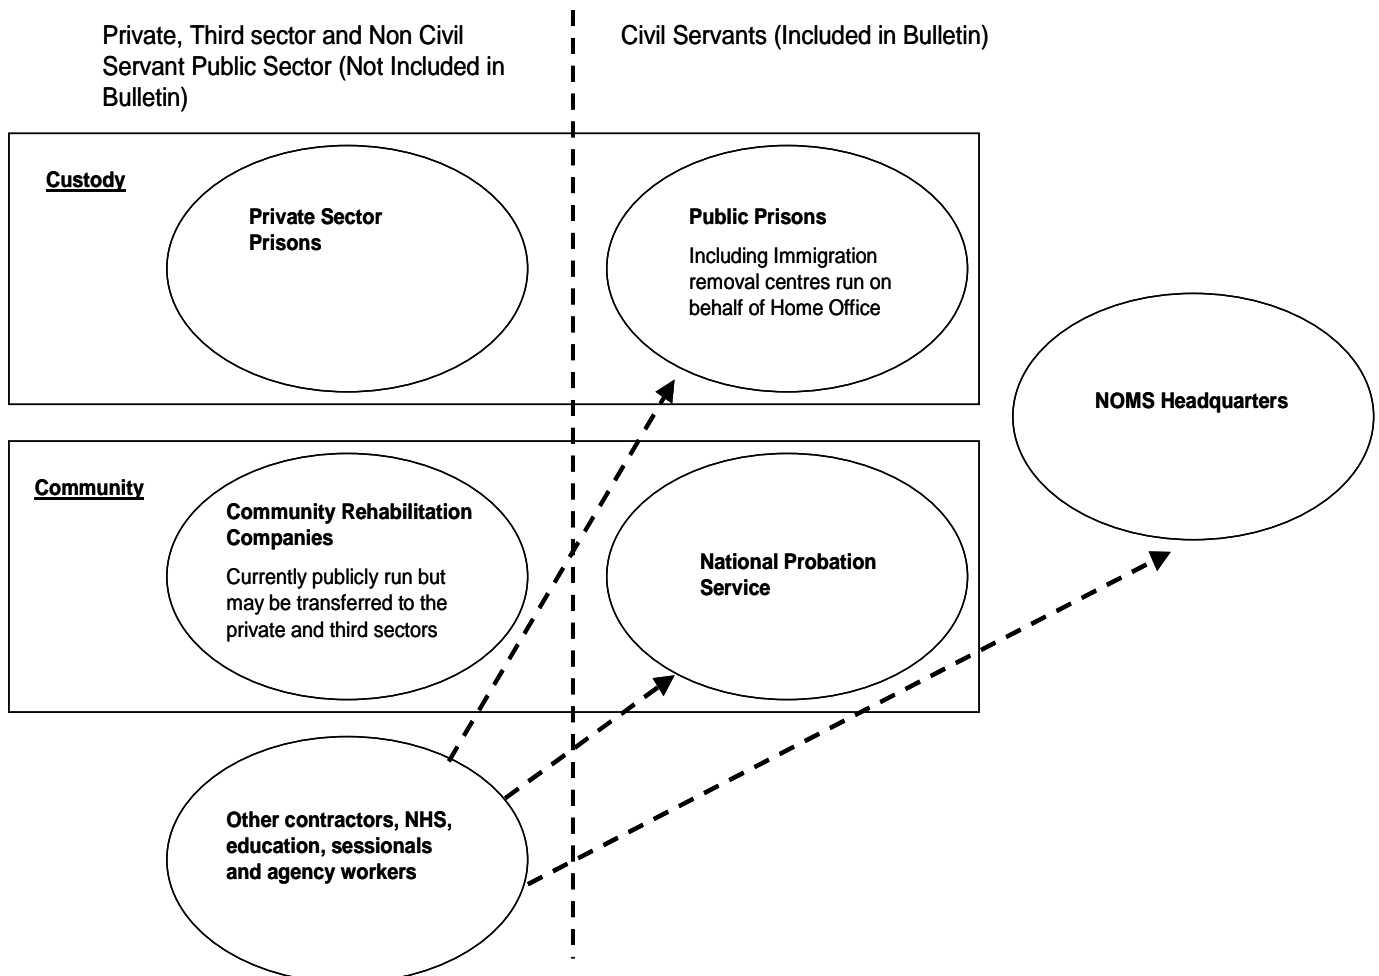 Private, Third sector and Non Civil
Servant Public Sector (Not Included in
Bulletin)
Civil Servants (Included in Bulletin)
Custody
Private Sector
Prisons
Public Prisons
Including Immigration
removal centres run on
behalf of Home Office
NOMS Headquarters
Community
Community Rehabilitation
Companies
Currently publicly run but
may be transferred to the
private and third sectors
National Probation
Service
Other contractors, NHS,
education, sessionals
and agency workers